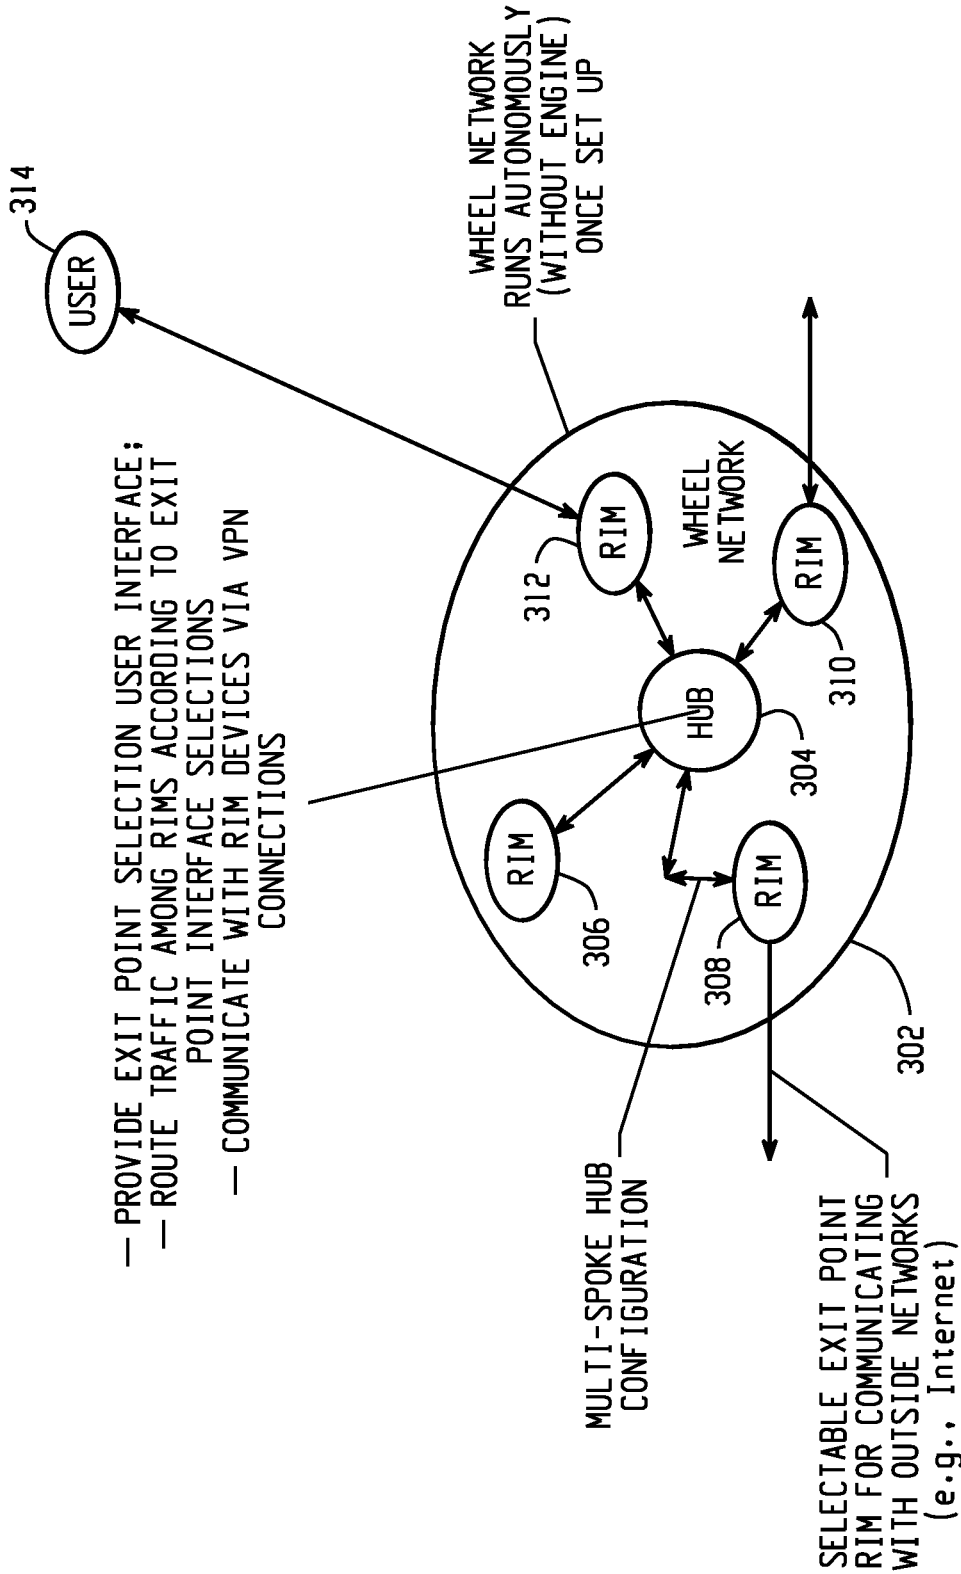 — PROVIDE EXIT POINT SELECTION USER INTERFACE;
— ROUTE TRAFFIC AMONG RIMS ACCORDING TO EXIT
POINT INTERFACE SELECTIONS
— COMMUNICATE WITH RIM DEVICES VIA VPN
CONNECTIONS
USER
314
WHEEL NETWORK
RUNS AUTONOMOUSLY
(WITHOUT ENGINE)
ONCE SET UP
RIM
306
RIM
312
WHEEL
NETWORK
HUB
304
RIM
308
RIM
310
302
MULTI-SPOKE HUB
CONFIGURATION
SELECTABLE EXIT POINT
RIM FOR COMMUNICATING
WITH OUTSIDE NETWORKS
(e.g., Internet)